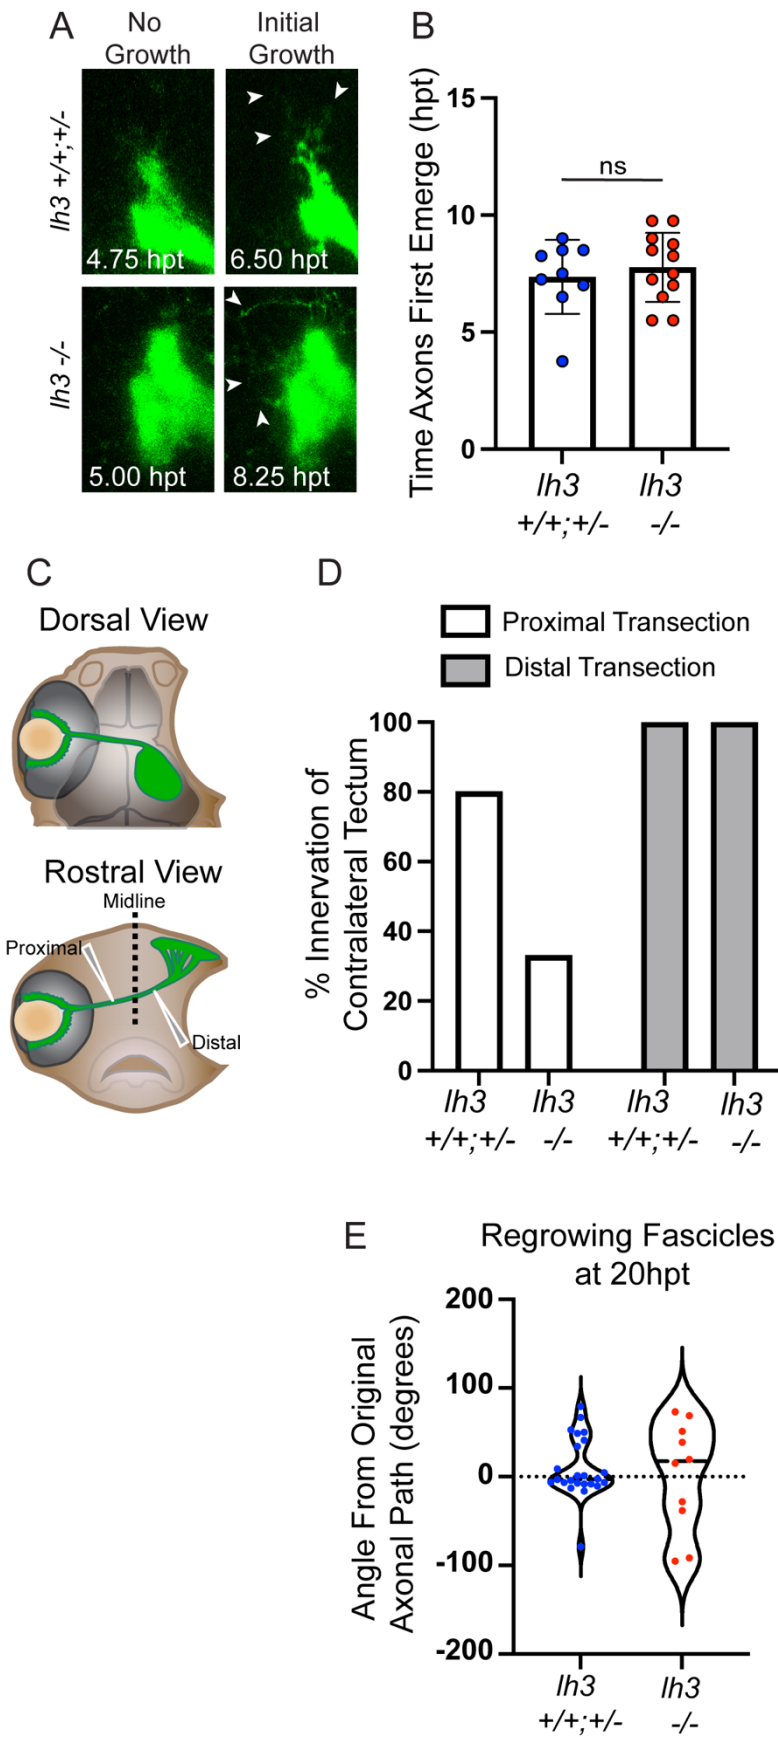 A
No Growth
Initial Growth
lh3 +/+;+/-
4.75 hpt
6.50 hpt
lh3 -/-
5.00 hpt
8.25 hpt
B
Time Axons First Emerge (hpt)
15
10
5
0
ns
lh3
+/+;+/-
lh3
-/-
C
Dorsal View
Rostral View
Midline
Proximal
Distal
D
Proximal Transection
Distal Transection
% Innervation of
Contralateral Tectum
100
80
60
40
20
0
lh3
+/+;+/-
lh3
-/-
lh3
+/+;+/-
lh3
-/-
E
Regrowing Fascicles
at 20hpt
Angle From Original
Axonal Path (degrees)
200
100
0
-100
-200
lh3
+/+;+/-
lh3
-/-